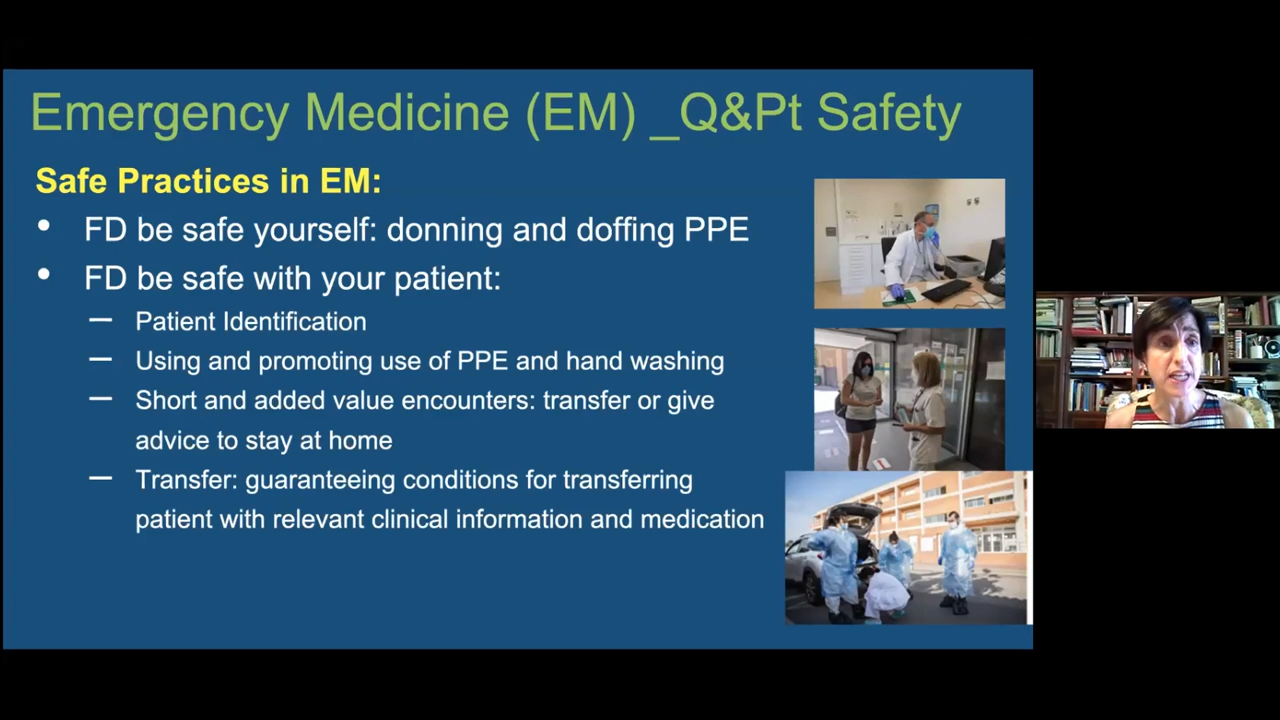 Emergency Medicine (EM) _Q&Pt Safety
Safe Practices in EM:
• FD be safe yourself: donning and doffing PPE
• FD be safe with your patient:
– Patient Identification
– Using and promoting use of PPE and hand washing
– Short and added value encounters: transfer or give
advice to stay at home
– Transfer: guaranteeing conditions for transferring
patient with relevant clinical information and medication